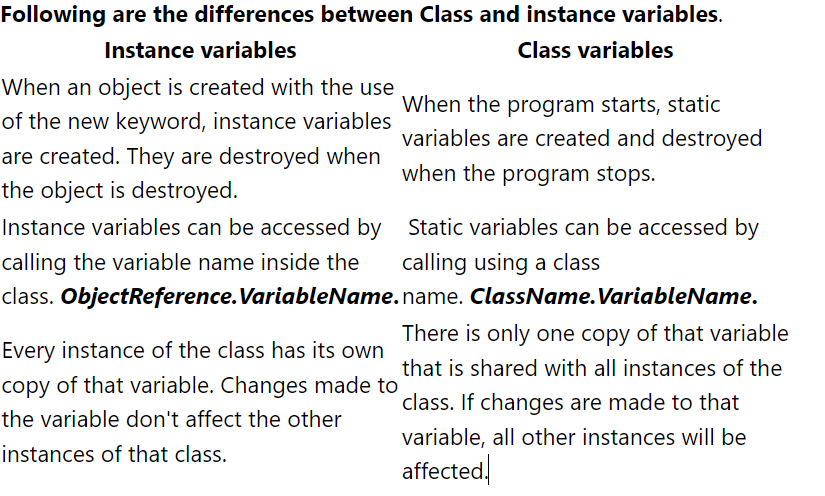 Following are the differences between Class and instance variables.
Instance variables
Class variables
When an object is created with the use
of the new keyword, instance variables
are created. They are destroyed when
the object is destroyed.
When the program starts, static
variables are created and destroyed
when the program stops.
Instance variables can be accessed by
calling the variable name inside the
class. ObjectReference.VariableName.
Static variables can be accessed by
calling using a class
name. ClassName.VariableName.
Every instance of the class has its own
copy of that variable. Changes made to
the variable don't affect the other
instances of that class.
There is only one copy of that variable
that is shared with all instances of the
class. If changes are made to that
variable, all other instances will be
affected.